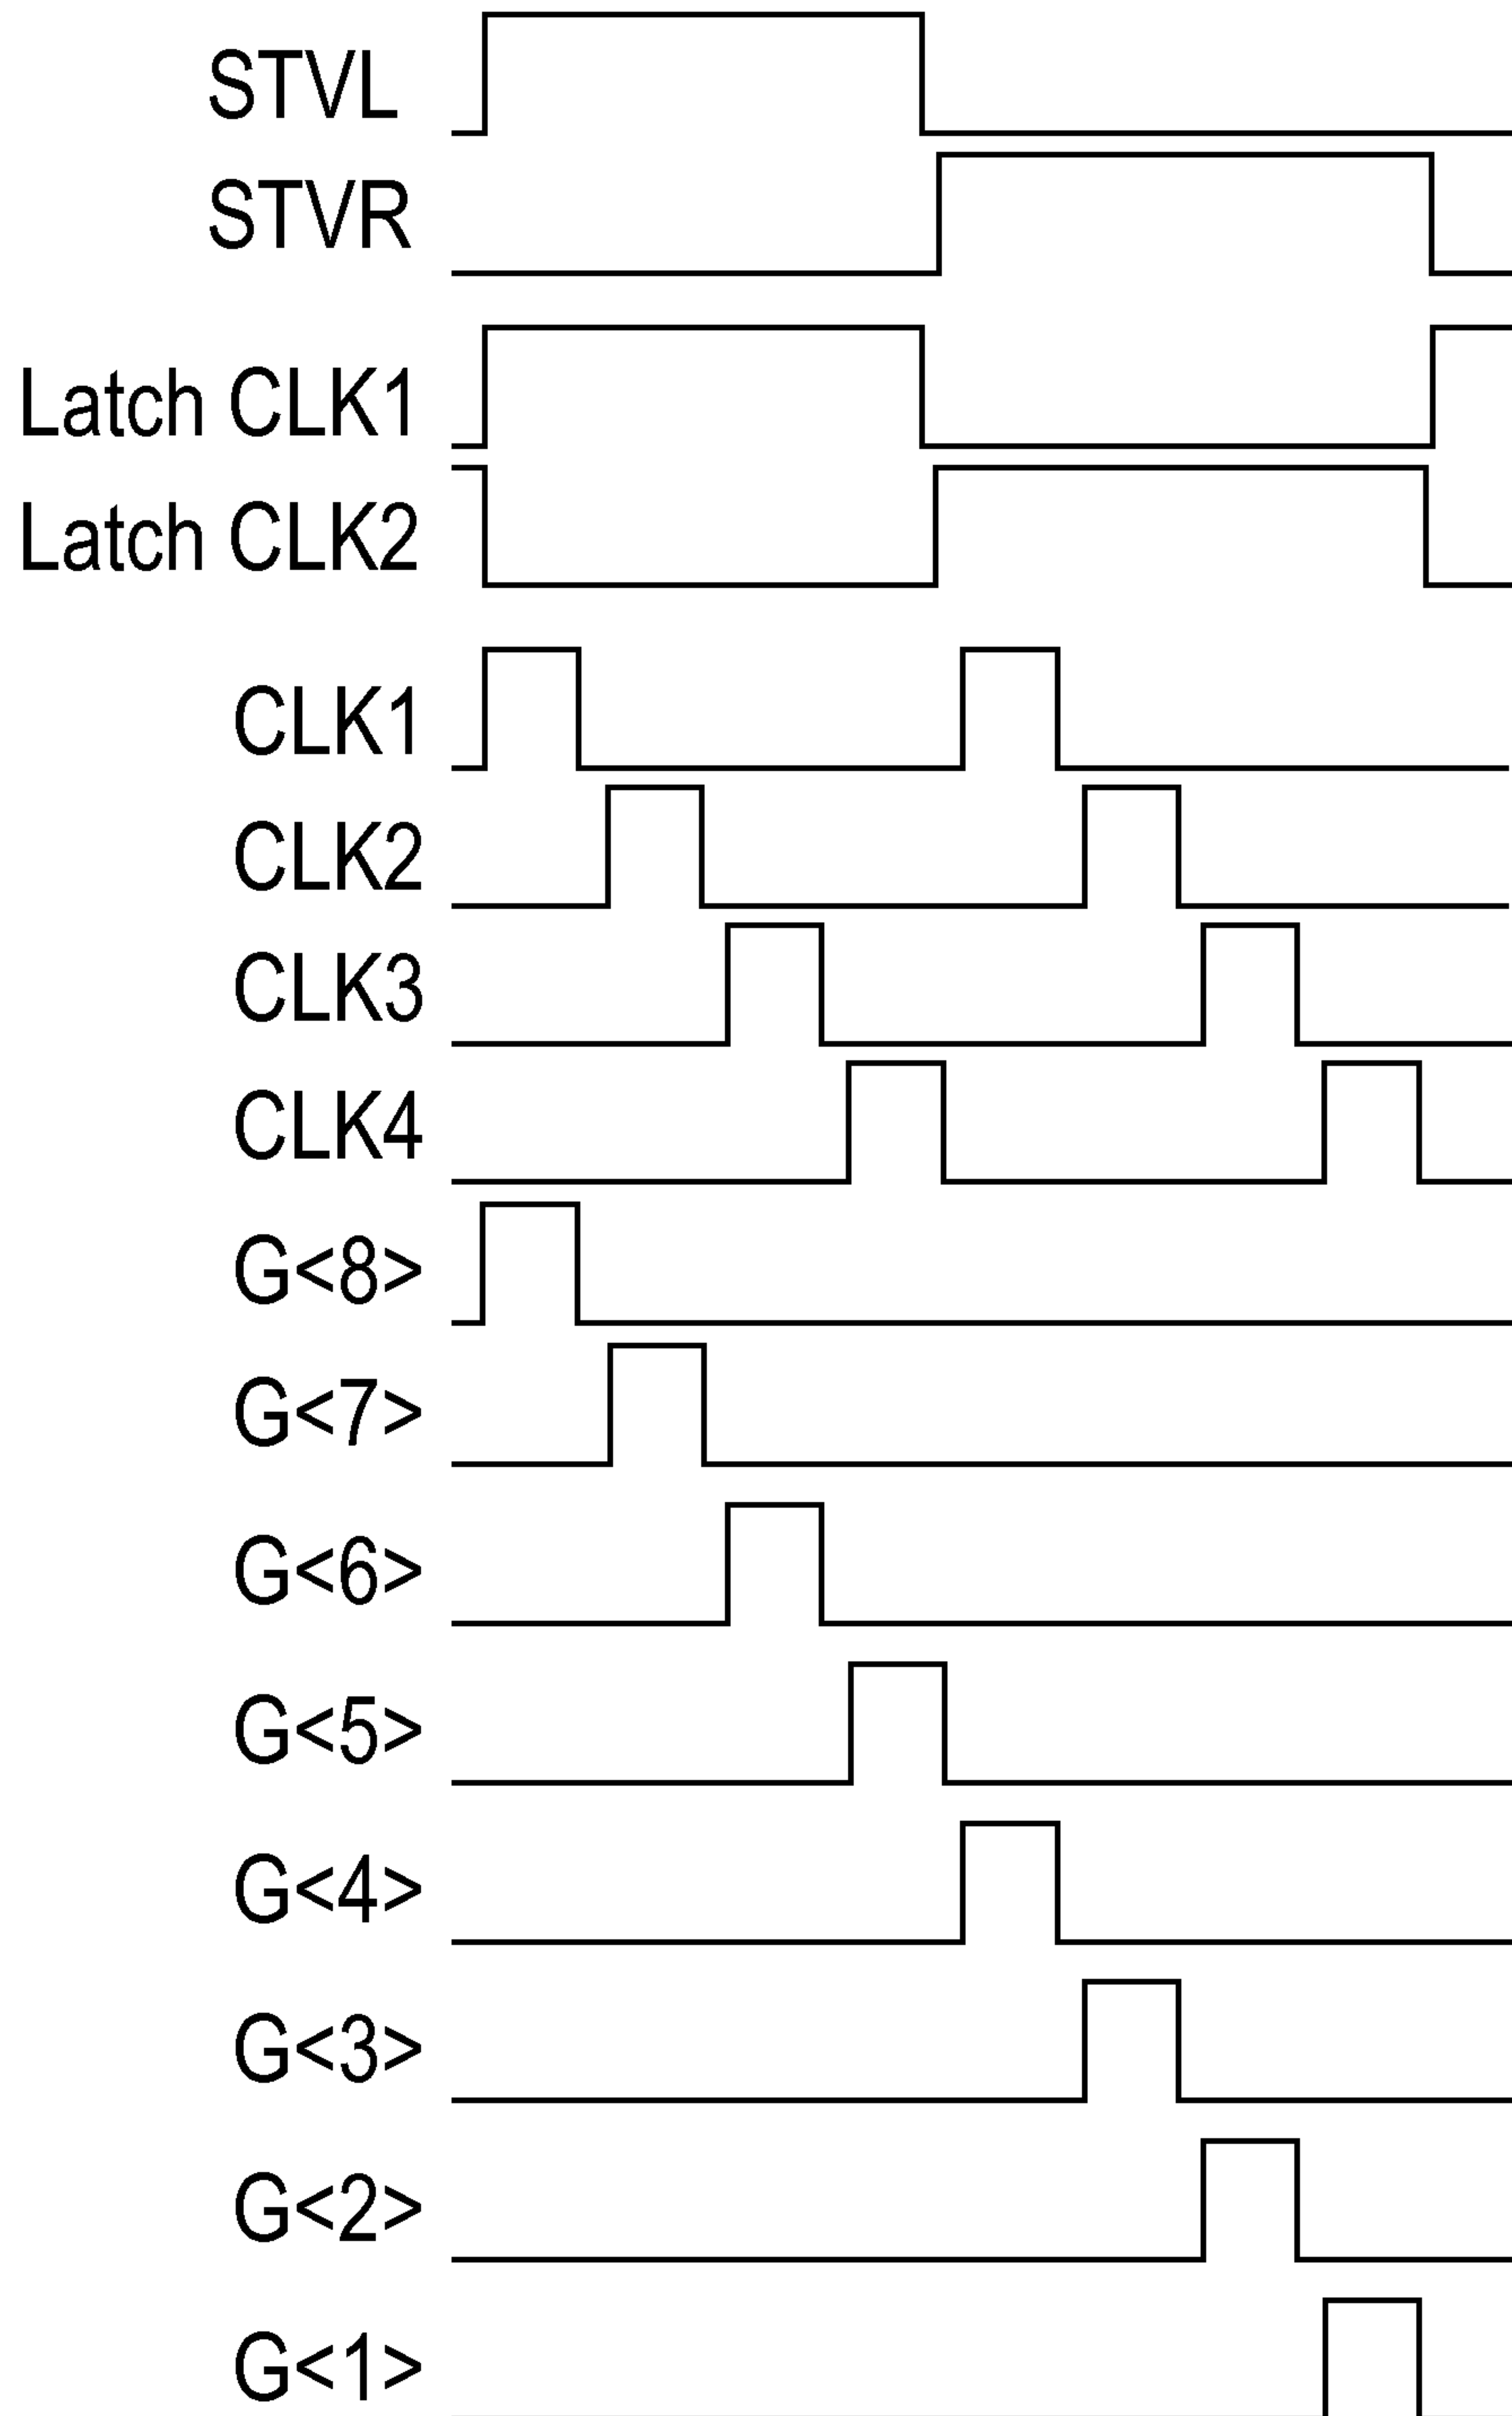 STVL
STVR
Latch CLK1
Latch CLK2
CLK1
CLK2
CLK3
CLK4
G<8>
G<7>
G<6>
G<5>
G<4>
G<3>
G<2>
G<1>